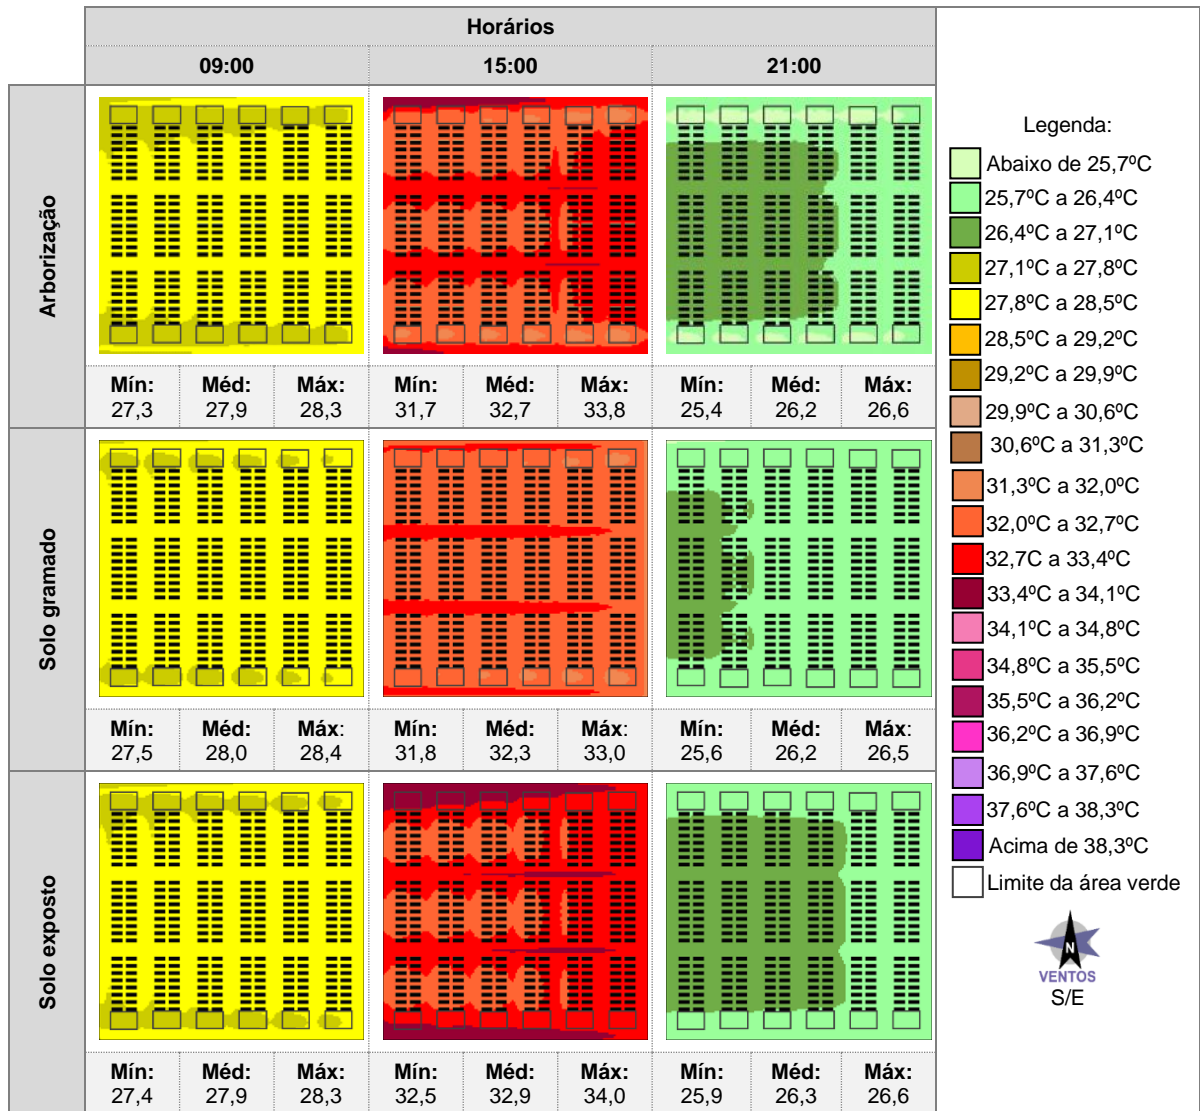 Horários
09:00
15:00
21:00
Arborização
Mín: Méd: Máx: Mín: Méd: Máx: Mín: Méd: Máx:
27,3 27,9 28,3 31,7 32,7 33,8 25,4 26,2 26,6
Solo gramado
Mín: Méd: Máx: Mín: Méd: Máx: Mín: Méd: Máx:
27,5 28,0 28,4 31,8 32,3 33,0 25,6 26,2 26,5
Solo exposto
Mín: Méd: Máx: Mín: Méd: Máx: Mín: Méd: Máx:
27,4 27,9 28,3 32,5 32,9 34,0 25,9 26,3 26,6
Legenda:
Abaixo de 25,7ºC
25,7ºC a 26,4ºC
26,4ºC a 27,1ºC
27,1ºC a 27,8ºC
27,8ºC a 28,5ºC
28,5ºC a 29,2ºC
29,2ºC a 29,9ºC
29,9ºC a 30,6ºC
30,6ºC a 31,3ºC
31,3ºC a 32,0ºC
32,0ºC a 32,7ºC
32,7C a 33,4ºC
33,4ºC a 34,1ºC
34,1ºC a 34,8ºC
34,8ºC a 35,5ºC
35,5ºC a 36,2ºC
36,2ºC a 36,9ºC
36,9ºC a 37,6ºC
37,6ºC a 38,3ºC
Acima de 38,3ºC
Limite da área verde
N
VENTOS
S/E